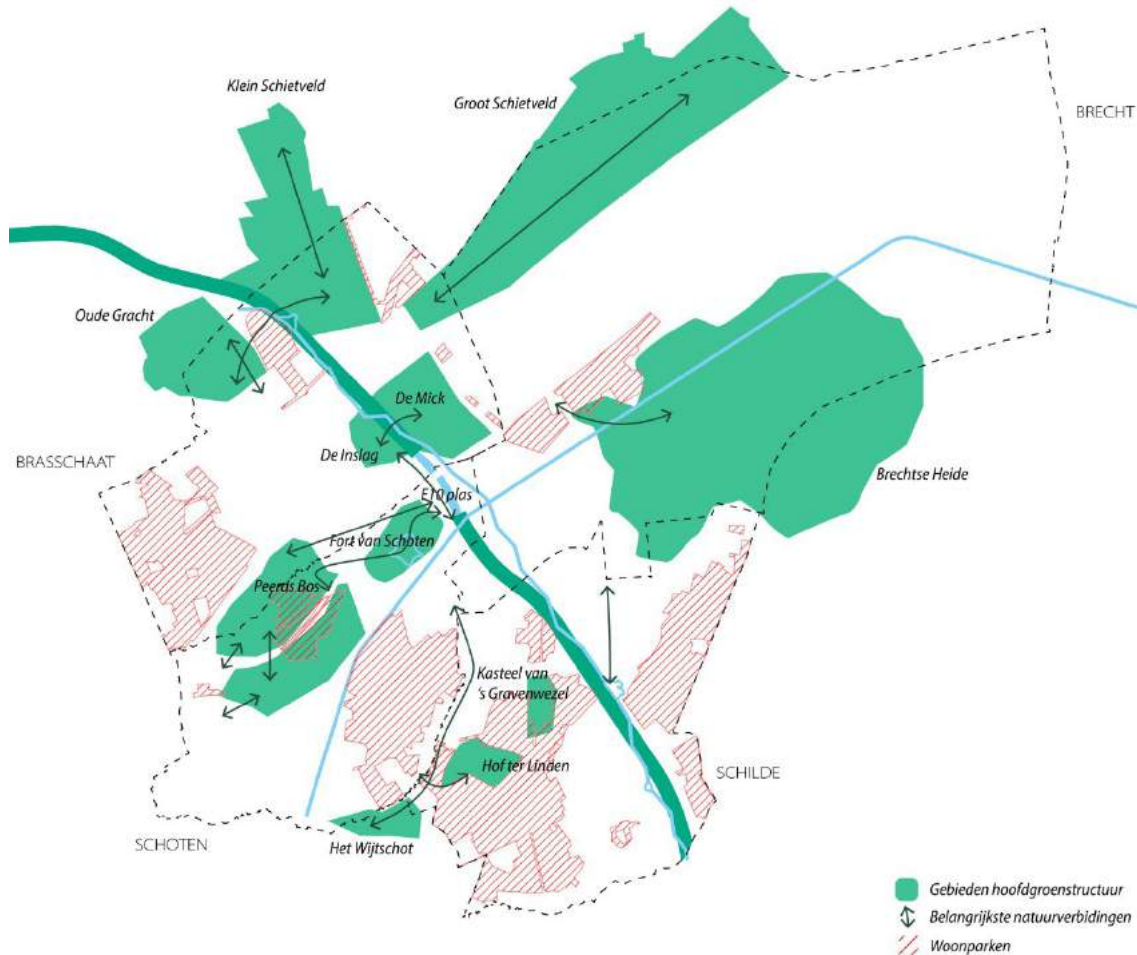 Klein Schietveld
Groot Schietveld
BRECHT
Oude Gracht
De Mick
De Inslag
BRASSCHAAT
Brechtse Heide
E10 plas
Fort van Schoten
Peerds Bos
Kasteel van
's Gravenwezel
Hof ter Linden
SCHILDE
Het Wijtschot
SCHOTEN
Gebieden hoofdgroenstructuur
Belangrijkste natuurverbidingen
Woonparken